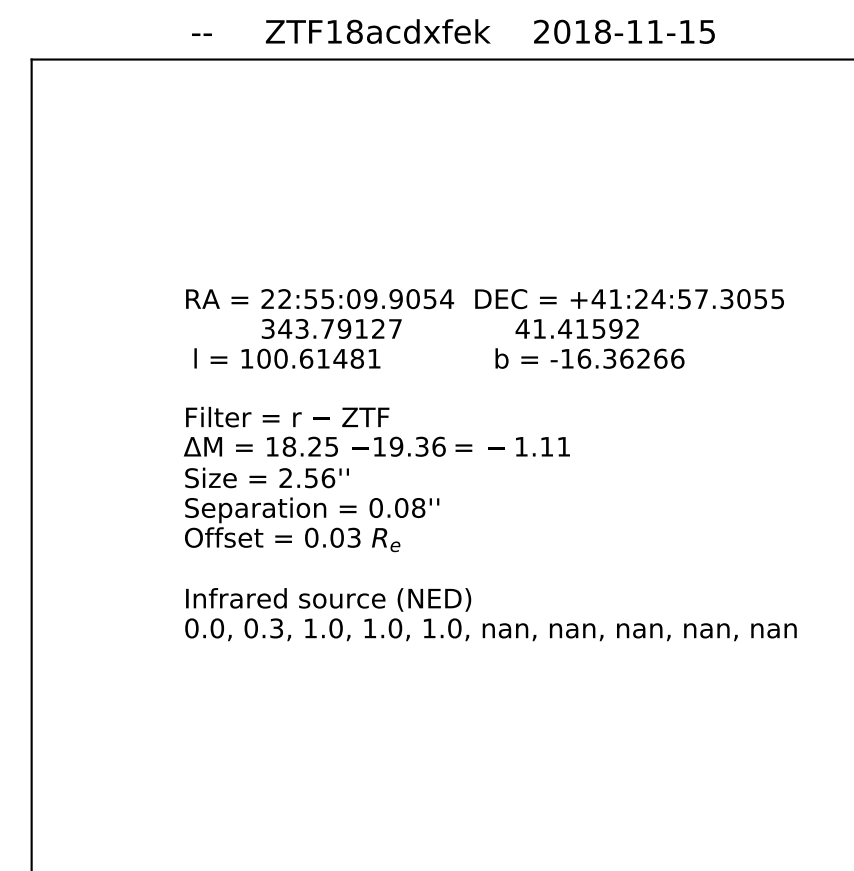 -- ZTF18acdxfek 2018-11-15
RA = 22:55:09.9054 DEC = +41:24:57.3055
343.79127 41.41592
l = 100.61481 b = -16.36266
Filter = r − ZTF
ΔM = 18.25 −19.36 = − 1.11
Size = 2.56''
Separation = 0.08''
Offset = 0.03 Re
Infrared source (NED)
0.0, 0.3, 1.0, 1.0, 1.0, nan, nan, nan, nan, nan